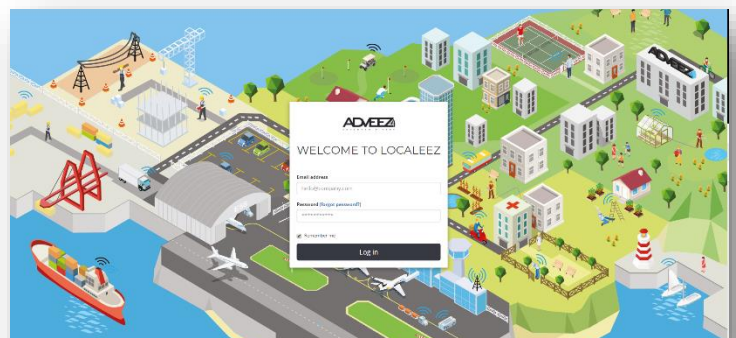 ADVEEZ
WELCOME TO LOCALEEZ
Email address
hello@company.com
Password (forgot password?)
Remember me
Log in
ADVEEZ